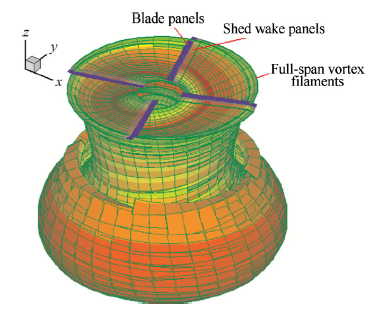 Blade panels
Shed wake panels
Full-span vortex
filaments
z
y
x